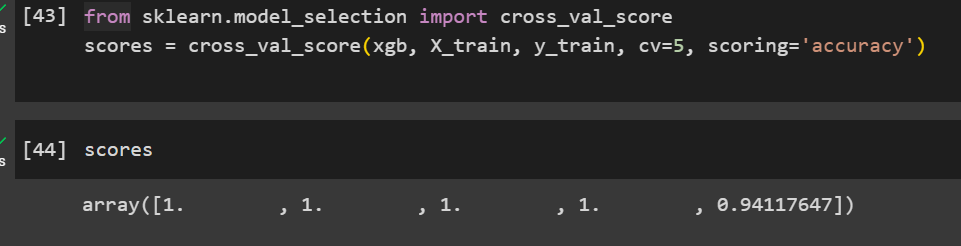 [43] from sklearn.model_selection import cross_val_score
s
scores = cross_val_score(xgb, X_train, y_train, cv=5, scoring='accuracy')
[44] scores
s
array([1.        , 1.        , 1.        , 1.        , 0.94117647])